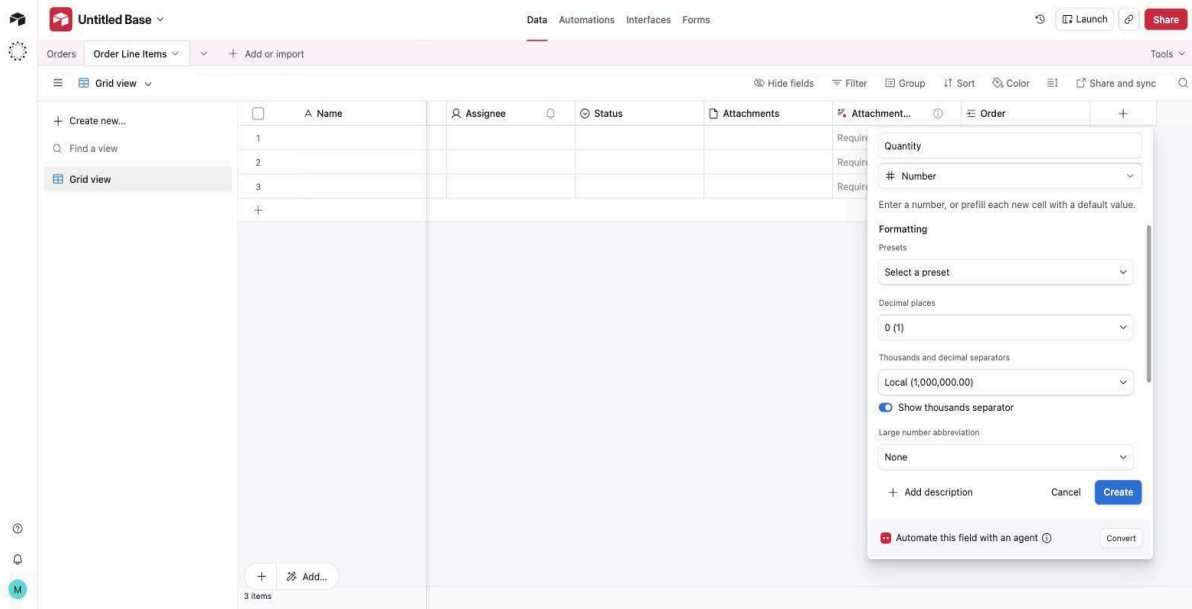 Untitled Base
Data Automations Interfaces Forms
Launch
Share
Orders Order Line Items Add or import
Tools
Grid view
Hide fields Filter Group Sort Color Share and sync
Create new...
Find a view
Grid view
Name Assignee Status Attachments Attachment... Order
1
2
3
Quantity
Number
Enter a number, or prefill each new cell with a default value.
Formatting
Presets
Select a preset
Decimal places
0 (1)
Thousands and decimal separators
Local (1,000,000.00)
Show thousands separator
Large number abbreviation
None
Add description Cancel Create
Automate this field with an agent Convert
M
Add...
3 items